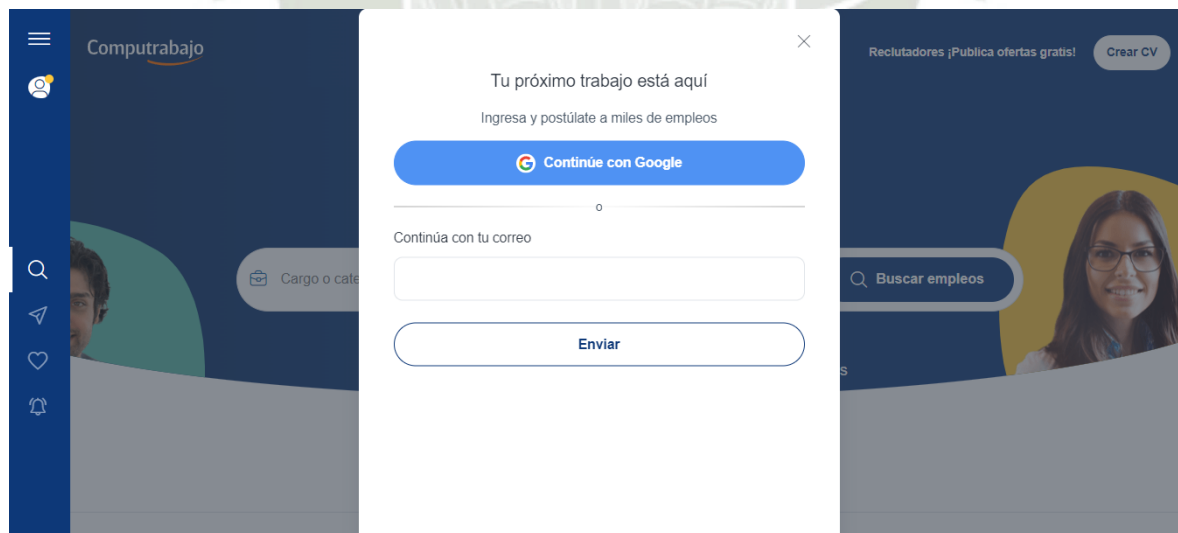 Computrabajo
Reclutadores ¡Publica ofertas gratis!
Crear CV
Tu próximo trabajo está aquí
Ingresa y postúlate a miles de empleos
Continúe con Google
o
Continúa con tu correo
Cargo o cate
Buscar empleos
Enviar
s